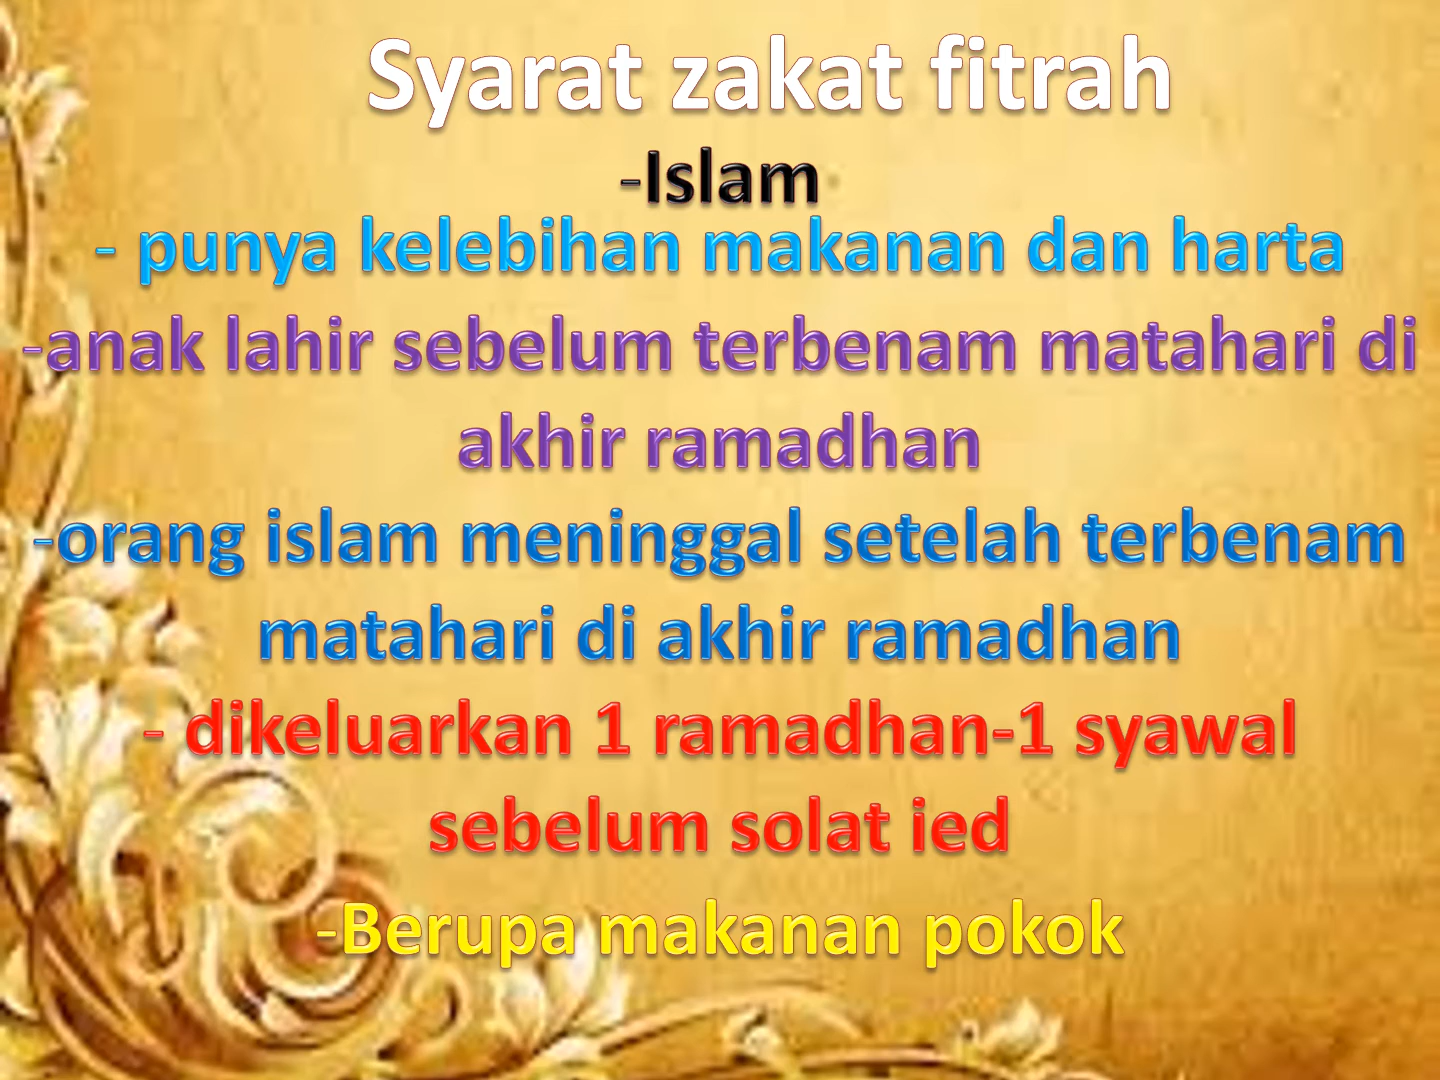 Syarat zakat fitrah
-Islam
- punya kelebihan makanan dan harta
-anak lahir sebelum terbenam matahari di
akhir ramadhan
-orang islam meninggal setelah terbenam
matahari di akhir ramadhan
- dikeluarkan 1 ramadhan-1 syawal
sebelum solat ied
-Berupa makanan pokok